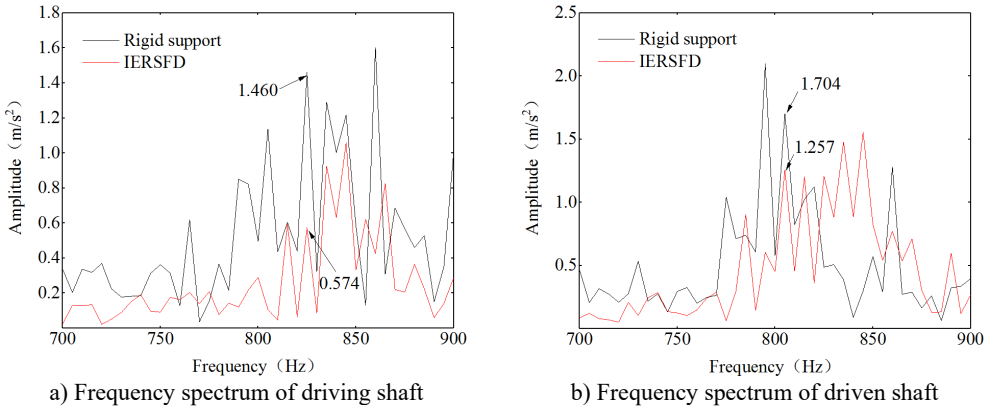 1.8
1.6
1.4
1.2
1.0
0.8
0.6
0.4
0.2
Amplitude（m/s²）
Rigid support
IERSFD
1.460
0.574
700 750 800 850 900
Frequency（Hz）
a) Frequency spectrum of driving shaft
2.5
2.0
1.5
1.0
0.5
0.0
Amplitude（m/s²）
Rigid support
IERSFD
1.704
1.257
700 750 800 850 900
Frequency（Hz）
b) Frequency spectrum of driven shaft